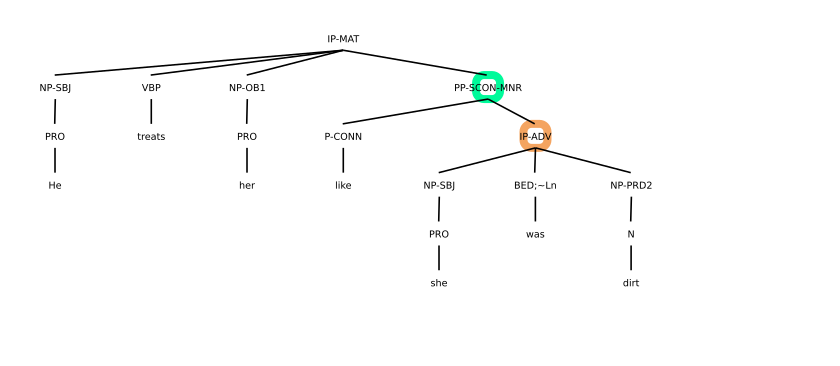 IP-MAT
NP-SBJ VBP NP-OB1 PP-SCON-MNR
PRO treats PRO P-CONN IP-ADV
He her like NP-SBJ BED;~Ln NP-PRD2
PRO was N
she dirt